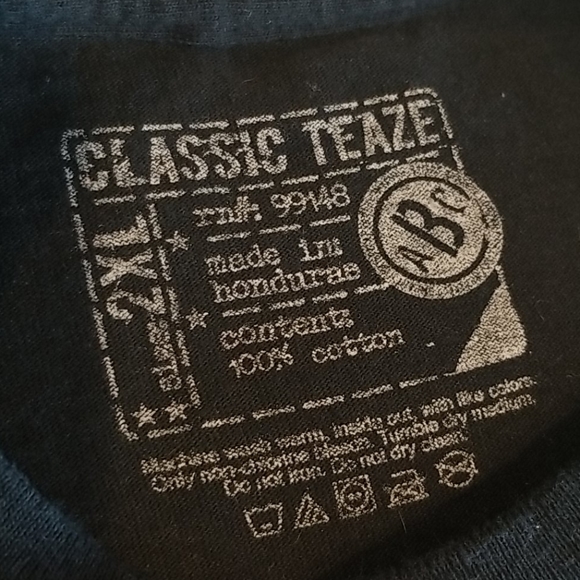 CLASSIC TEAZE
size: 2XL
rn#: 99148
ABC
made in:
honduras
content:
100% cotton
Machine wash warm, inside out, with like colors.
Only non-chlorine bleach. Tumble dry medium.
Do not iron. Do not dry clean.